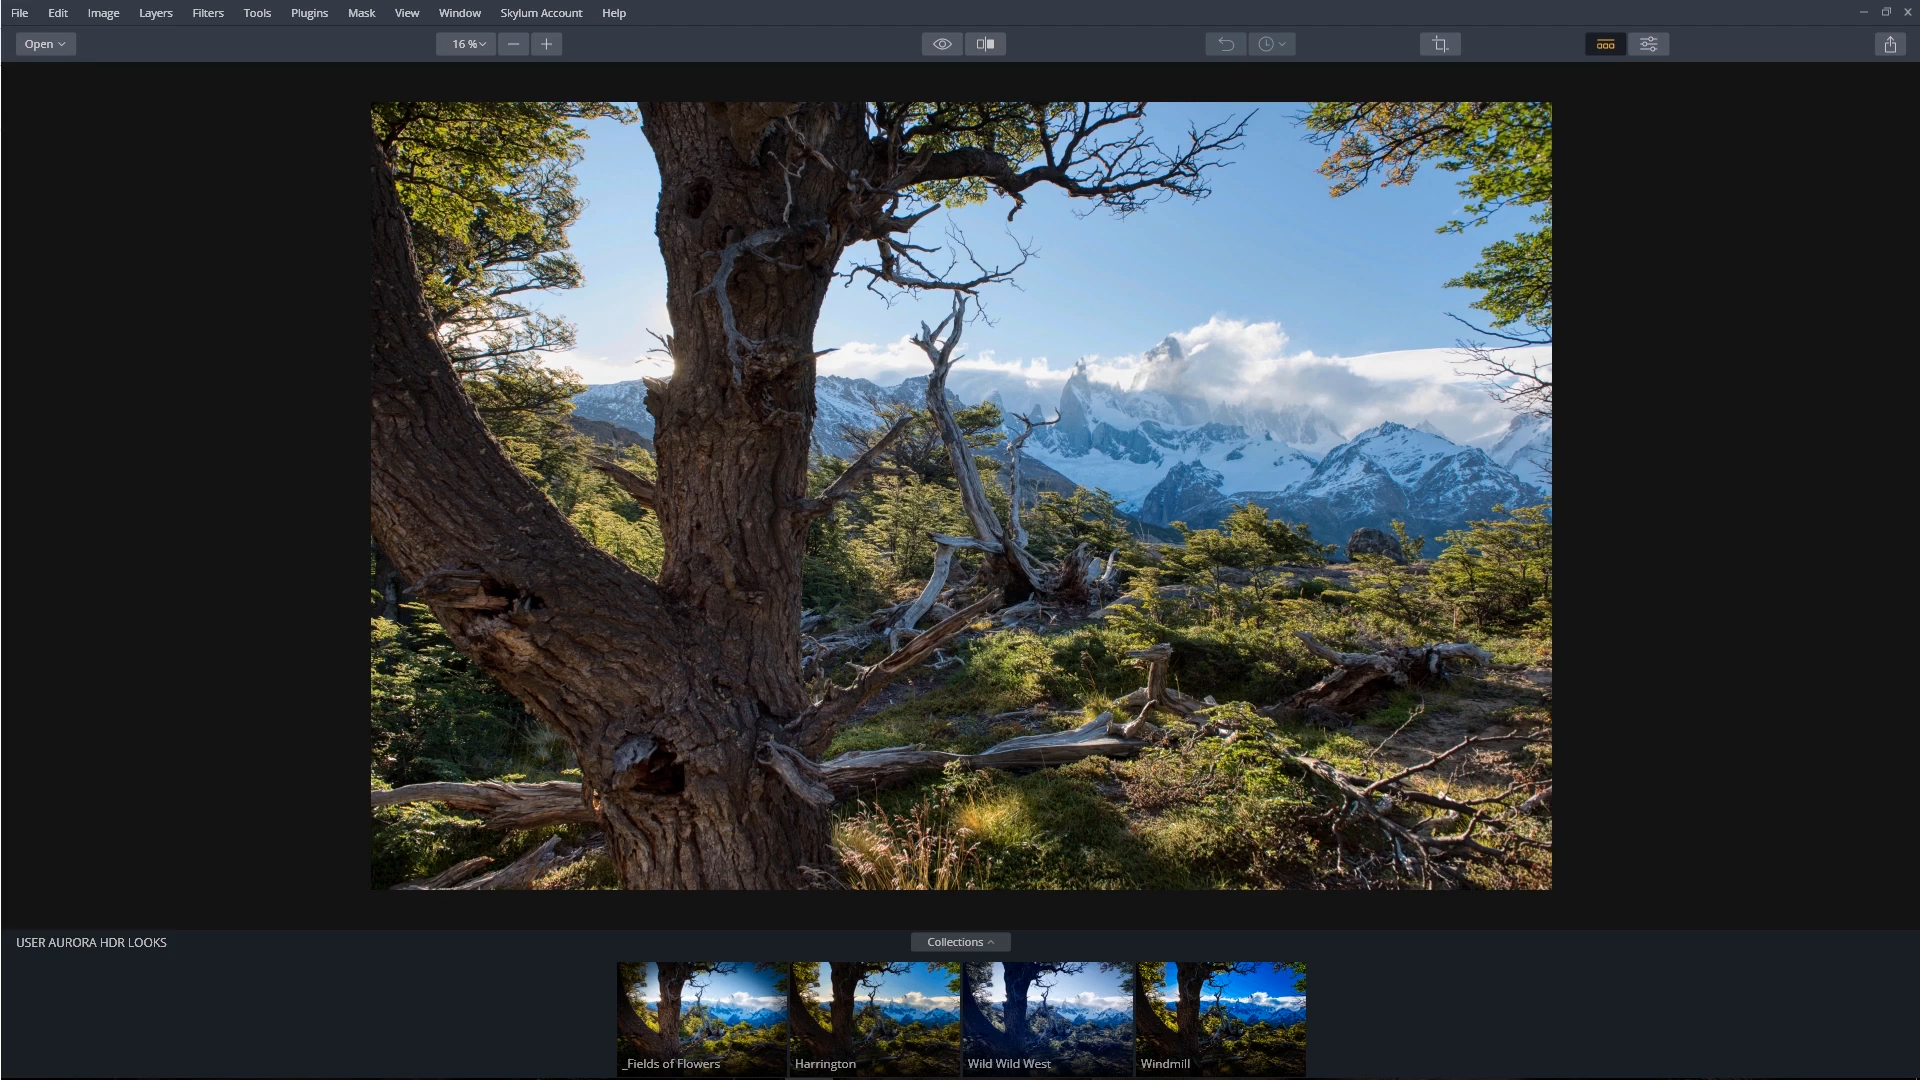 File Edit Image Layers Filters Tools Plugins Mask View Window Skylum Account Help
Open 16 %
USER AURORA HDR LOOKS Collections
_Fields of Flowers Harrington Wild Wild West Windmill